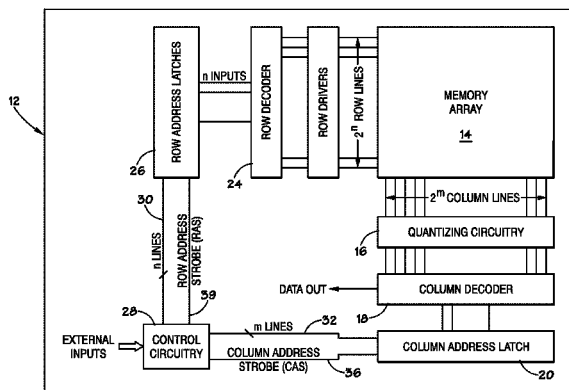 12
ROW ADDRESS LATCHES
26
n INPUTS
ROW DECODER
24
ROW DRIVERS
2^n ROW LINES
MEMORY
ARRAY
14
2^m COLUMN LINES
16
QUANTIZING CIRCUITRY
30
n LINES
ROW ADDRESS
STROBE (RAS)
39
DATA OUT
COLUMN DECODER
18
28
EXTERNAL
INPUTS
CONTROL
CIRCUITRY
m LINES
32
COLUMN ADDRESS
STROBE (CAS)
36
COLUMN ADDRESS LATCH
20